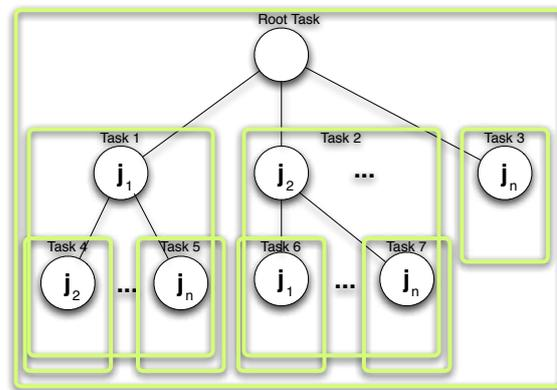 Root Task
Task 1
Task 2
Task 3
j1
j2
...
jn
Task 4
Task 5
Task 6
Task 7
j2
...
jn
j1
...
jn